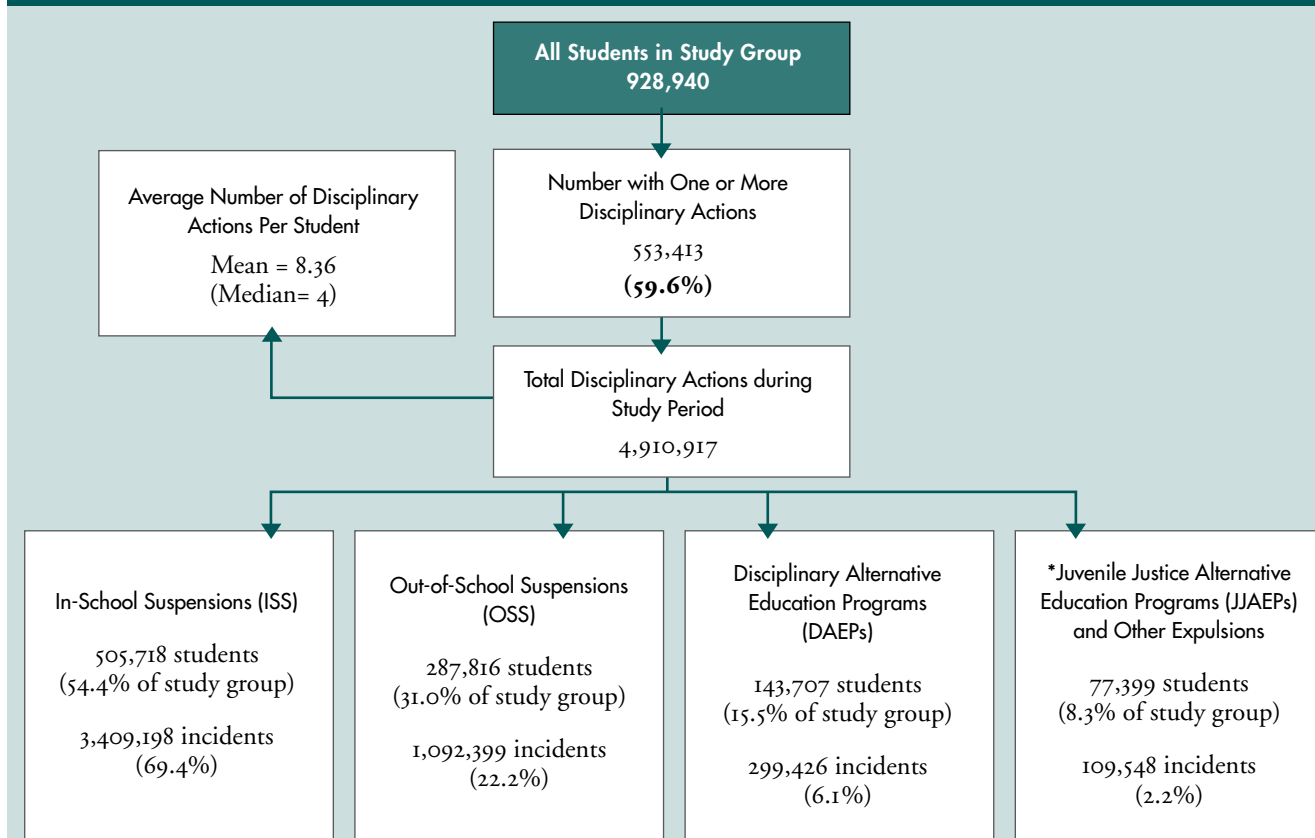 All Students in Study Group
928,940
Number with One or More
Disciplinary Actions
553,413
(59.6%)
Average Number of Disciplinary
Actions Per Student
Mean = 8.36
(Median= 4)
Total Disciplinary Actions during
Study Period
4,910,917
In-School Suspensions (ISS)
505,718 students
(54.4% of study group)
3,409,198 incidents
(69.4%)
Out-of-School Suspensions
(OSS)
287,816 students
(31.0% of study group)
1,092,399 incidents
(22.2%)
Disciplinary Alternative
Education Programs
(DAEPs)
143,707 students
(15.5% of study group)
299,426 incidents
(6.1%)
*Juvenile Justice Alternative
Education Programs (JJAEPs)
and Other Expulsions
77,399 students
(8.3% of study group)
109,548 incidents
(2.2%)